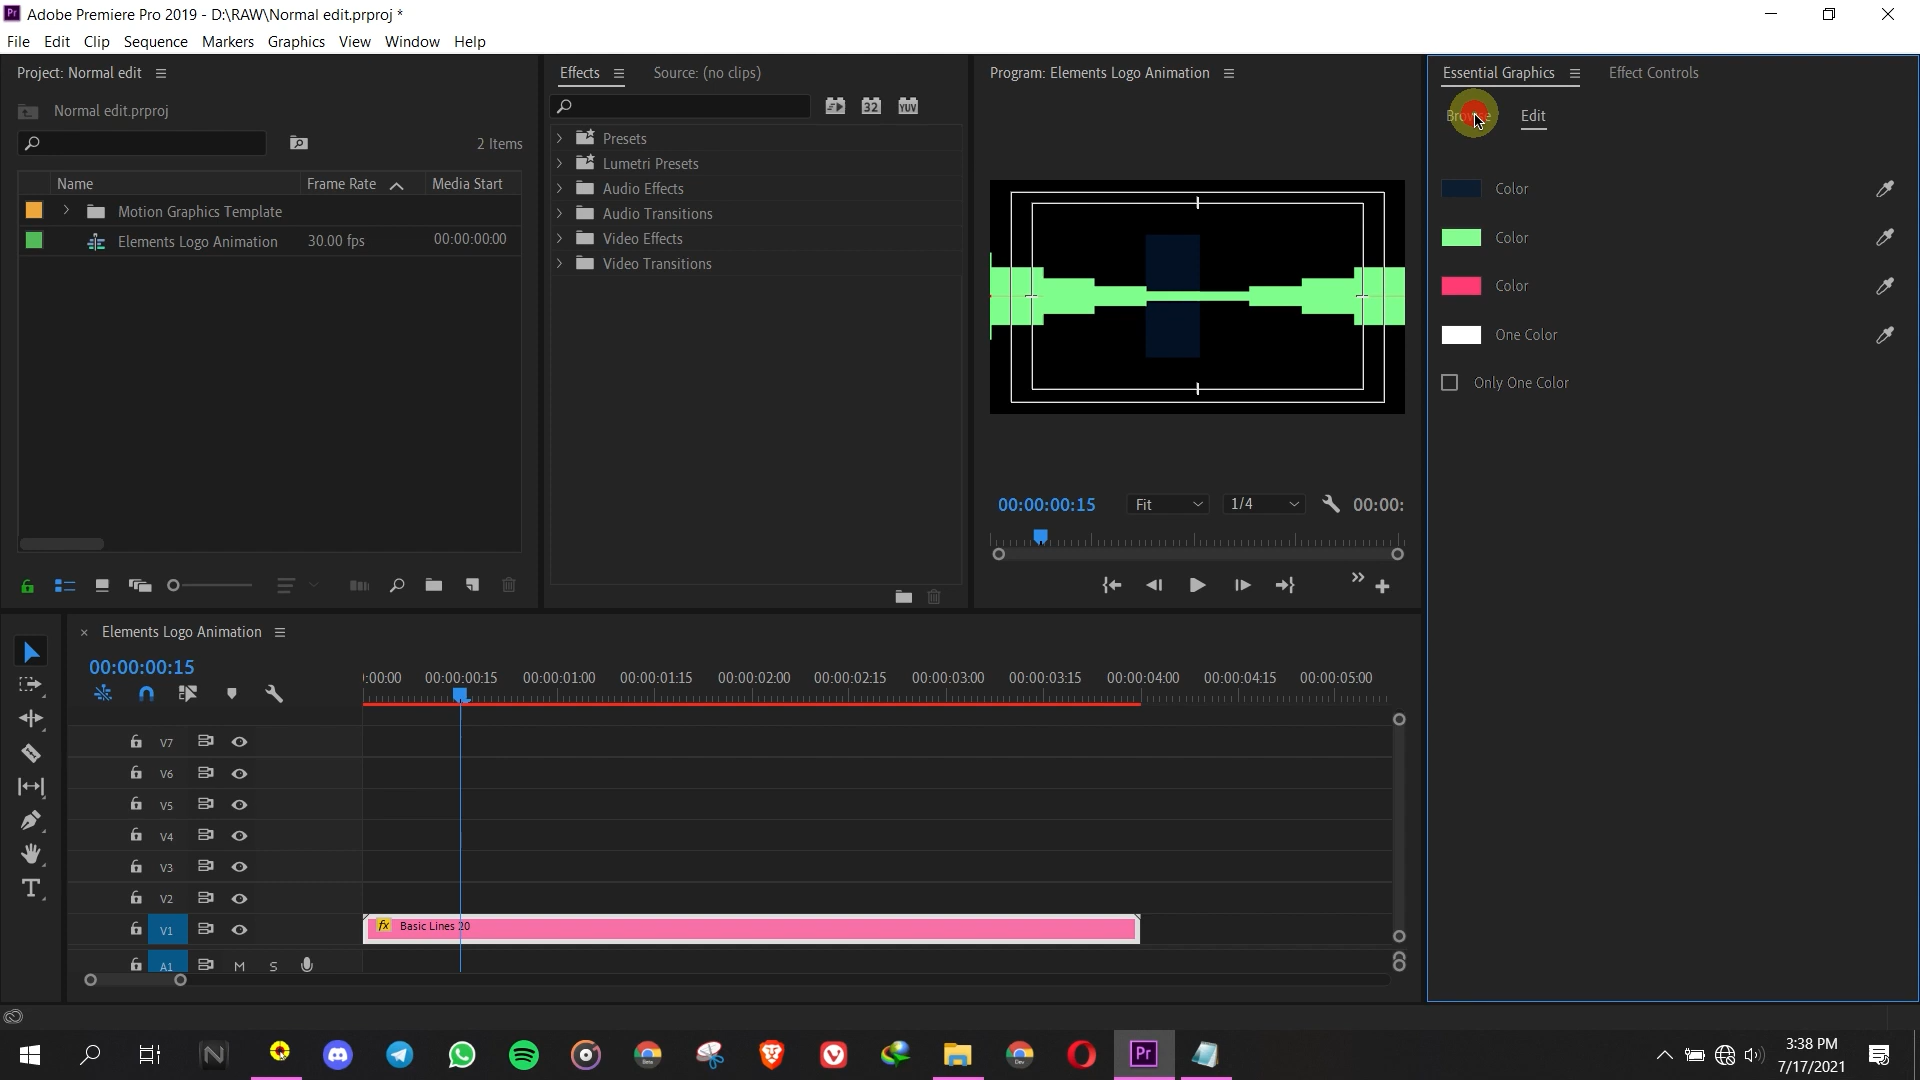 Adobe Premiere Pro 2019 - D:\RAW\Normal edit.prproj *
File Edit Clip Sequence Markers Graphics View Window Help
Project: Normal edit
Normal edit.prproj
2 Items
Name Frame Rate Media Start
Motion Graphics Template
Elements Logo Animation 30.00 fps 00:00:00:00
Effects Source: (no clips)
32 YUV
Presets
Lumetri Presets
Audio Effects
Audio Transitions
Video Effects
Video Transitions
Program: Elements Logo Animation
00:00:00:15 Fit 1/4 00:00:
Essential Graphics Effect Controls
Browse Edit
Color
Color
Color
One Color
Only One Color
× Elements Logo Animation
00:00:00:15
:00:00 00:00:00:15 00:00:01:00 00:00:01:15 00:00:02:00 00:00:02:15 00:00:03:00 00:00:03:15 00:00:04:00 00:00:04:15 00:00:05:00
V7
V6
V5
V4
V3
V2
V1 fx Basic Lines 20
A1 M S
T
Pr
3:38 PM
7/17/2021